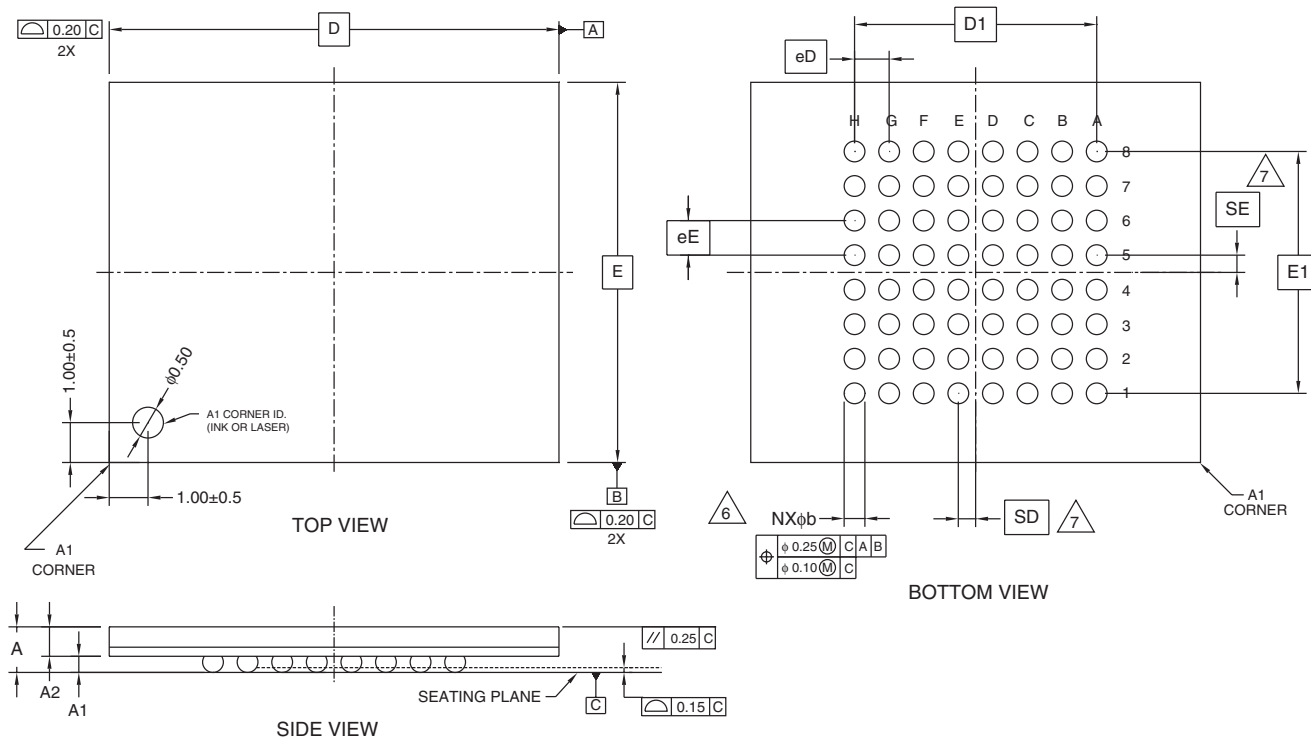 0.20 C
2X
D
A
E
1.00±0.5
ϕ0.50
A1 CORNER ID.
(INK OR LASER)
1.00±0.5
B
0.20 C
2X
TOP VIEW
A1
CORNER
D1
eD
H G F E D C B A
8
7
6
5
4
3
2
1
7
SE
eE
E1
6
NXϕb
ϕ 0.25 Ⓜ C A B
ϕ 0.10 Ⓜ C
SD
7
A1
CORNER
BOTTOM VIEW
A
A2
A1
// 0.25 C
SEATING PLANE
C
0.15 C
SIDE VIEW